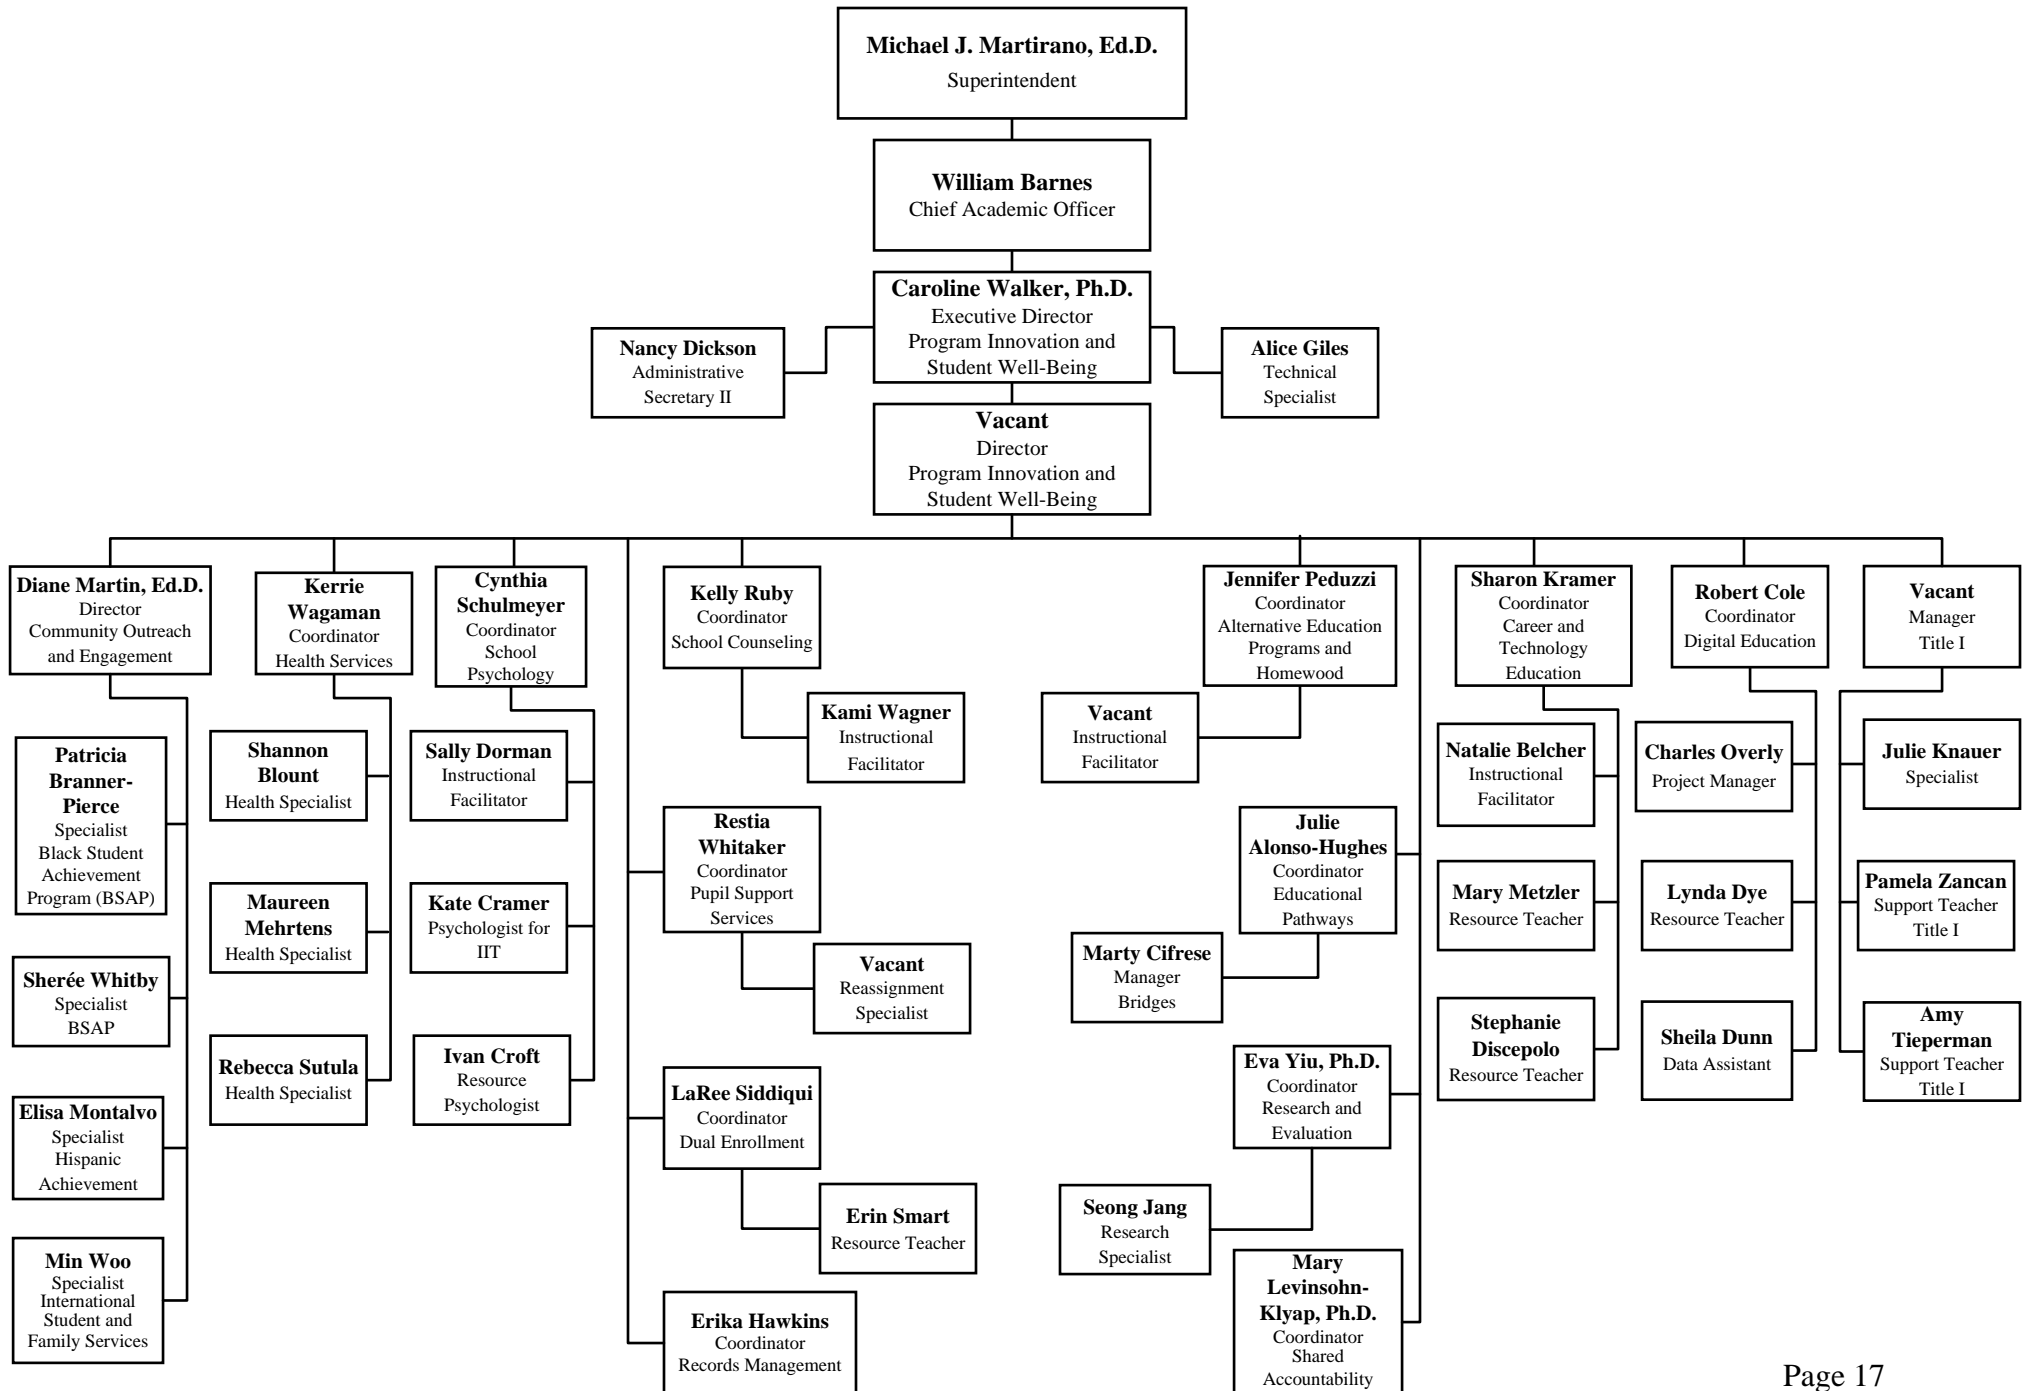 Michael J. Martirano, Ed.D.
Superintendent
William Barnes
Chief Academic Officer
Caroline Walker, Ph.D.
Executive Director
Program Innovation and
Student Well-Being
Nancy Dickson
Administrative
Secretary II
Alice Giles
Technical
Specialist
Vacant
Director
Program Innovation and
Student Well-Being
Diane Martin, Ed.D.
Director
Community Outreach
and Engagement
Kerrie
Wagaman
Coordinator
Health Services
Cynthia
Schulmeyer
Coordinator
School
Psychology
Kelly Ruby
Coordinator
School Counseling
Jennifer Peduzzi
Coordinator
Alternative Education
Programs and
Homewood
Sharon Kramer
Coordinator
Career and
Technology
Education
Robert Cole
Coordinator
Digital Education
Vacant
Manager
Title I
Patricia
Branner-
Pierce
Specialist
Black Student
Achievement
Program (BSAP)
Sherée Whitby
Specialist
BSAP
Elisa Montalvo
Specialist
Hispanic
Achievement
Min Woo
Specialist
International
Student and
Family Services
Shannon
Blount
Health Specialist
Maureen
Mehrtens
Health Specialist
Rebecca Sutula
Health Specialist
Sally Dorman
Instructional
Facilitator
Kate Cramer
Psychologist for
IIT
Ivan Croft
Resource
Psychologist
Kami Wagner
Instructional
Facilitator
Restia
Whitaker
Coordinator
Pupil Support
Services
Vacant
Reassignment
Specialist
LaRee Siddiqui
Coordinator
Dual Enrollment
Erin Smart
Resource Teacher
Erika Hawkins
Coordinator
Records Management
Vacant
Instructional
Facilitator
Julie
Alonso-Hughes
Coordinator
Educational
Pathways
Marty Cifrese
Manager
Bridges
Eva Yiu, Ph.D.
Coordinator
Research and
Evaluation
Seong Jang
Research
Specialist
Mary
Levinsohn-
Klyap, Ph.D.
Coordinator
Shared
Accountability
Natalie Belcher
Instructional
Facilitator
Mary Metzler
Resource Teacher
Stephanie
Discepolo
Resource Teacher
Charles Overly
Project Manager
Lynda Dye
Resource Teacher
Sheila Dunn
Data Assistant
Julie Knauer
Specialist
Pamela Zancan
Support Teacher
Title I
Amy
Tieperman
Support Teacher
Title I
Page 17